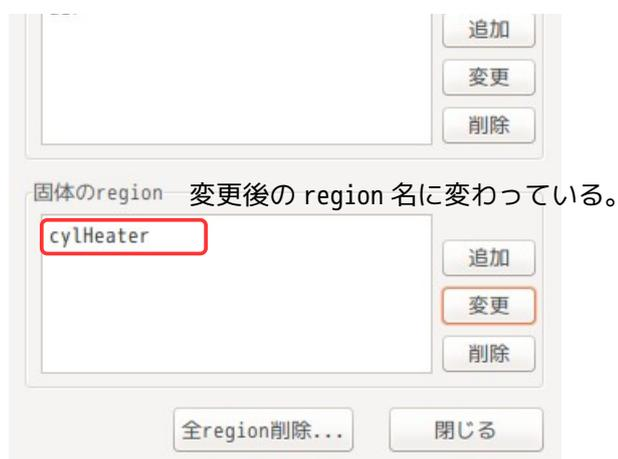 追加
変更
削除
固体のregion
変更後の region 名に変わっている。
cylHeater
追加
変更
削除
全region削除...
閉じる